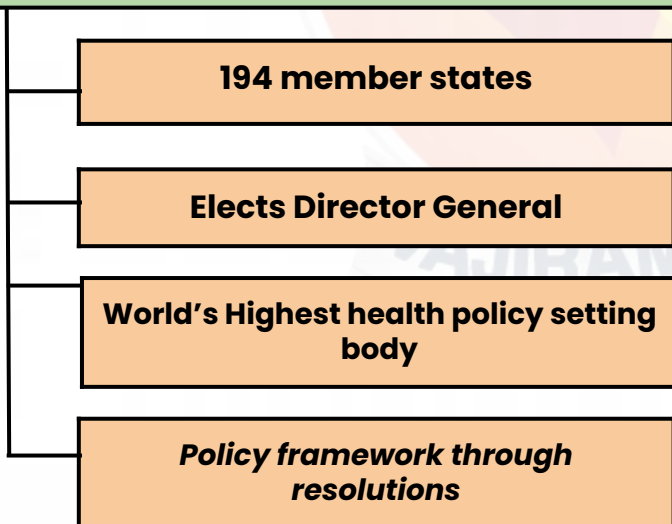 194 member states
Elects Director General
World's Highest health policy setting
body
Policy framework through
resolutions